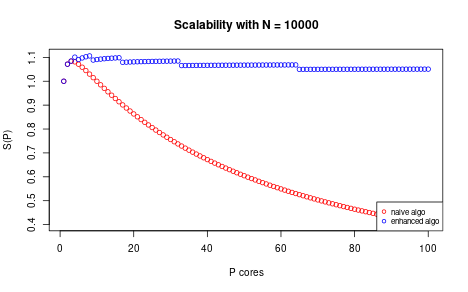 Scalability with N = 10000
S(P)
1.1
1.0
0.9
0.8
0.7
0.6
0.5
0.4
naive algo
enhanced algo
0 20 40 60 80 100
P cores